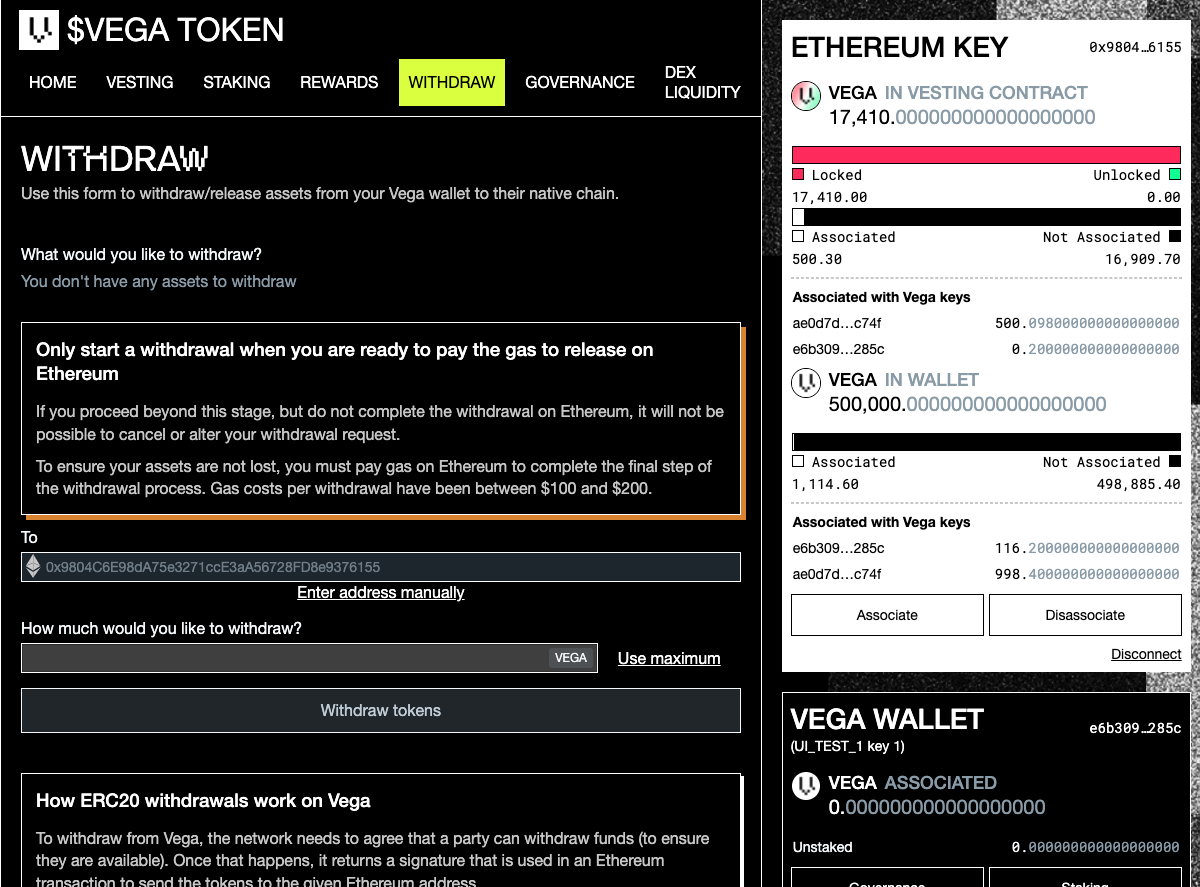 $VEGA TOKEN
HOME VESTING STAKING REWARDS WITHDRAW GOVERNANCE DEX LIQUIDITY
WITHDRAW
Use this form to withdraw/release assets from your Vega wallet to their native chain.
What would you like to withdraw?
You don't have any assets to withdraw
Only start a withdrawal when you are ready to pay the gas to release on
Ethereum
If you proceed beyond this stage, but do not complete the withdrawal on Ethereum, it will not be
possible to cancel or alter your withdrawal request.
To ensure your assets are not lost, you must pay gas on Ethereum to complete the final step of
the withdrawal process. Gas costs per withdrawal have been between $100 and $200.
To
0x9804C6E98dA75e3271ccE3aA56728FD8e9376155
Enter address manually
How much would you like to withdraw?
VEGA Use maximum
Withdraw tokens
How ERC20 withdrawals work on Vega
To withdraw from Vega, the network needs to agree that a party can withdraw funds (to ensure
they are available). Once that happens, it returns a signature that is used in an Ethereum
transaction to send the tokens to the given Ethereum address
ETHEREUM KEY 0x9804…6155
VEGA IN VESTING CONTRACT
17,410.000000000000000000
Locked Unlocked
17,410.00 0.00
Associated Not Associated
500.30 16,909.70
Associated with Vega keys
ae0d7d…c74f 500.098000000000000000
e6b309…285c 0.200000000000000000
VEGA IN WALLET
500,000.000000000000000000
Associated Not Associated
1,114.60 498,885.40
Associated with Vega keys
e6b309…285c 116.200000000000000000
ae0d7d…c74f 998.400000000000000000
Associate Disassociate
Disconnect
VEGA WALLET e6b309…285c
(UI_TEST_1 key 1)
VEGA ASSOCIATED
0.000000000000000000
Unstaked 0.000000000000000000
Governance Staking